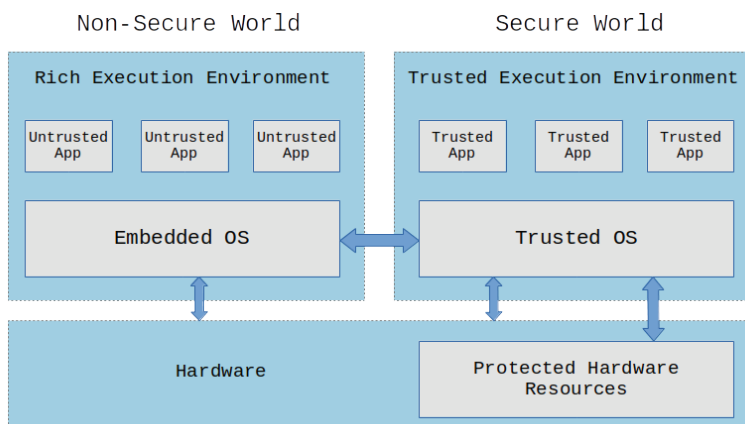 Non-Secure World
Secure World
Rich Execution Environment
Trusted Execution Environment
Untrusted
App
Untrusted
App
Untrusted
App
Trusted
App
Trusted
App
Trusted
App
Embedded OS
Trusted OS
Hardware
Protected Hardware
Resources